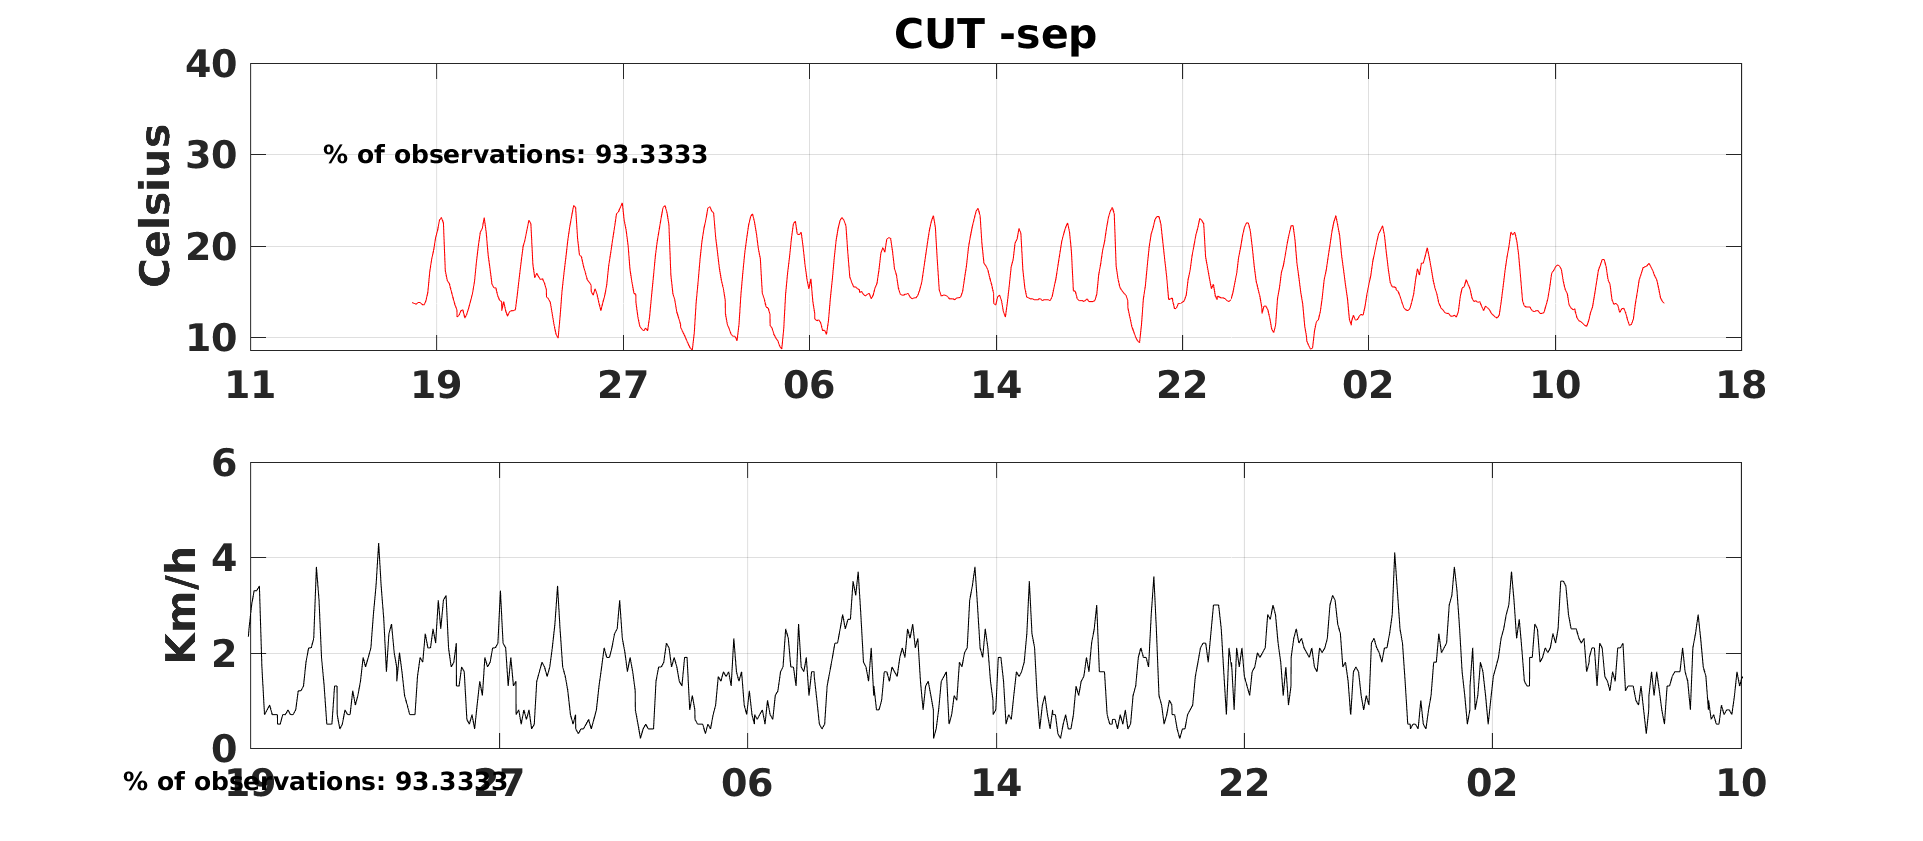 CUT -sep
40
30
20
10
Celsius
% of observations: 93.3333
11 19 27 06 14 22 02 10 18
6
4
2
0
Km/h
19 27 06 14 22 02 10
% of observations: 93.3333